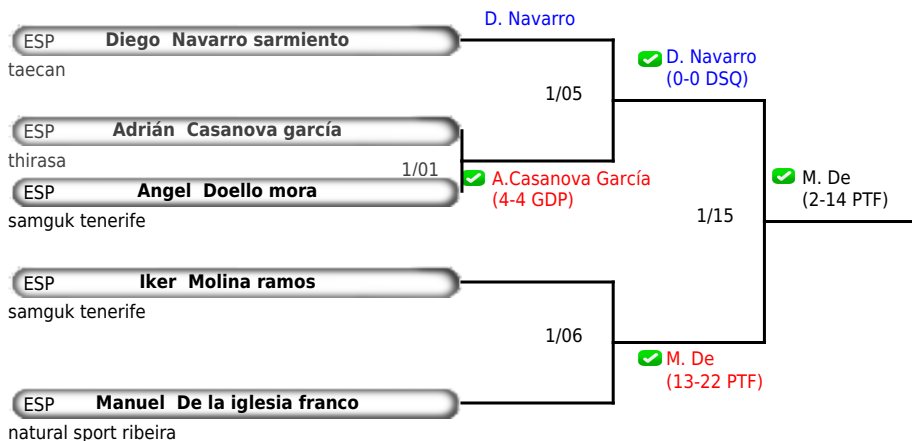 D. Navarro
ESP Diego Navarro sarmiento
taecan
D. Navarro
(0-0 DSQ)
1/05
ESP Adrián Casanova garcía
thirasa
1/01
A.Casanova García
(4-4 GDP)
ESP Angel Doello mora
samguk tenerife
M. De
(2-14 PTF)
1/15
ESP Iker Molina ramos
samguk tenerife
1/06
M. De
(13-22 PTF)
ESP Manuel De la iglesia franco
natural sport ribeira